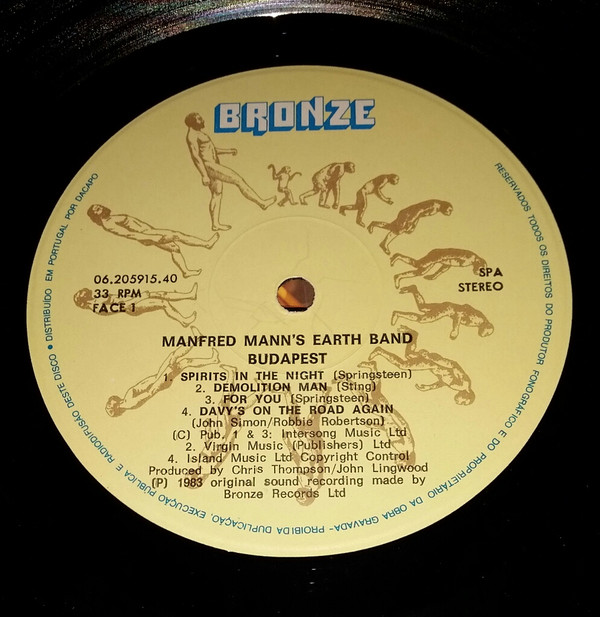 BRONZE
06.205915.40
33 RPM
FACE 1
SPA
STEREO
MANFRED MANN'S EARTH BAND
BUDAPEST
1. SPIRITS IN THE NIGHT (Springsteen)
2. DEMOLITION MAN (Sting)
3. FOR YOU (Springsteen)
4. DAVY'S ON THE ROAD AGAIN
(John Simon/Robbie Robertson)
(C) Pub, 1 & 3: Intersong Music Ltd
2. Virgin Music (Publishers) Ltd
4. Island Music Ltd Copyright Control
Produced by Chris Thompson/John Lingwood
(P) 1983 original sound recording made by
Bronze Records Ltd
RESERVADOS TODOS OS DIREITOS DO PRODUTOR FONOGRÁFICO E DO PROPRIETÁRIO DA OBRA GRAVADA - PROIBIDA DUPLICAÇÃO, EXECUÇÃO PÚBLICA E RADIODIFUSÃO DESTE DISCO • DISTRIBUIDO EM PORTUGAL POR DACAPO